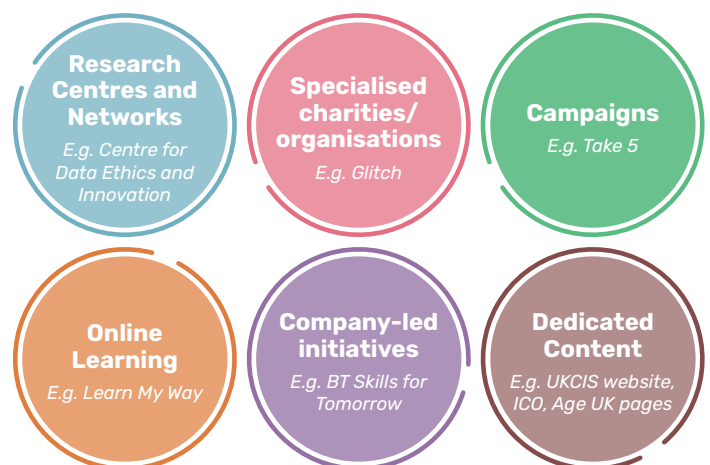 Research
Centres and
Networks
E.g. Centre for
Data Ethics and
Innovation
Specialised
charities/
organisations
E.g. Glitch
Campaigns
E.g. Take 5
Online
Learning
E.g. Learn My Way
Company-led
initiatives
E.g. BT Skills for
Tomorrow
Dedicated
Content
E.g. UKCIS website,
ICO, Age UK pages